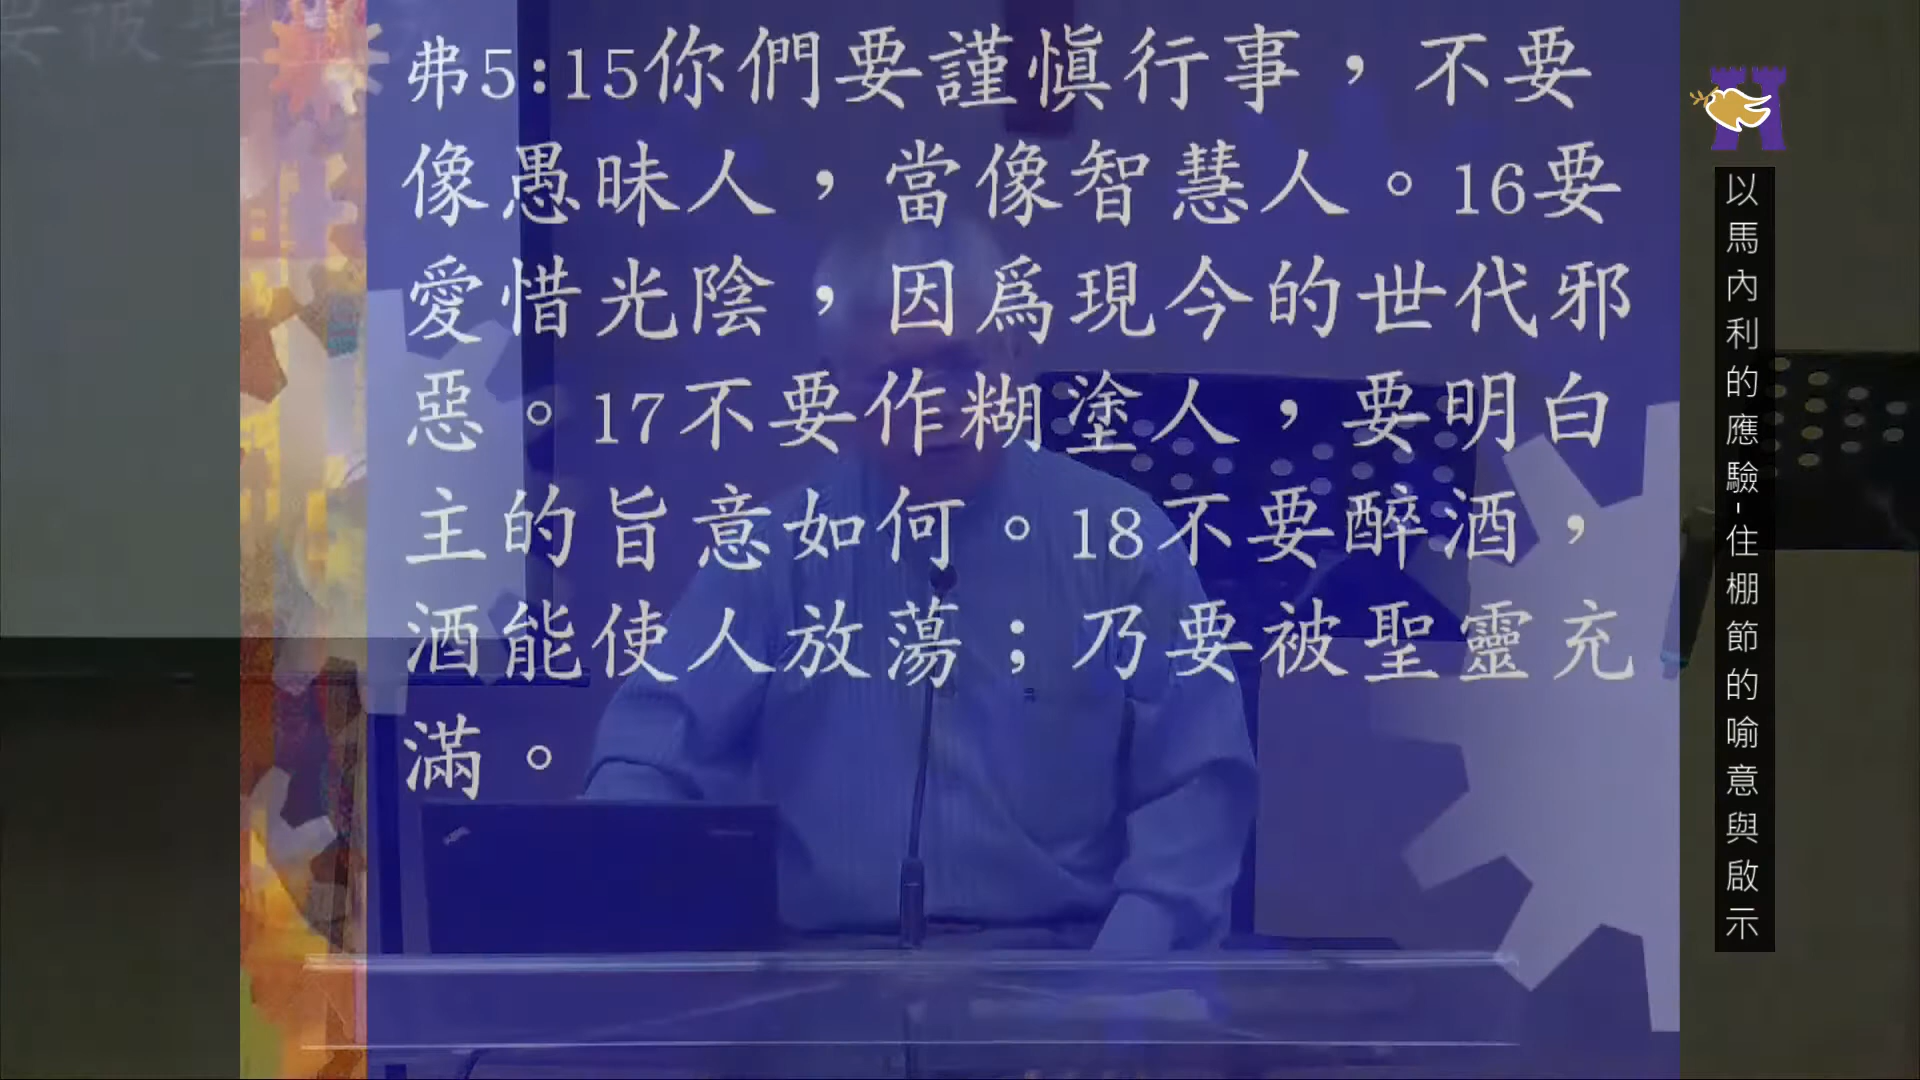 弗5:15你們要謹慎行事，不要
像愚昧人，當像智慧人。16要
愛惜光陰，因爲現今的世代邪
惡。17不要作糊塗人，要明白
主的旨意如何。18不要醉酒，
酒能使人放蕩；乃要被聖靈充
滿。
以馬內利的應驗-住棚節的喻意與啟示